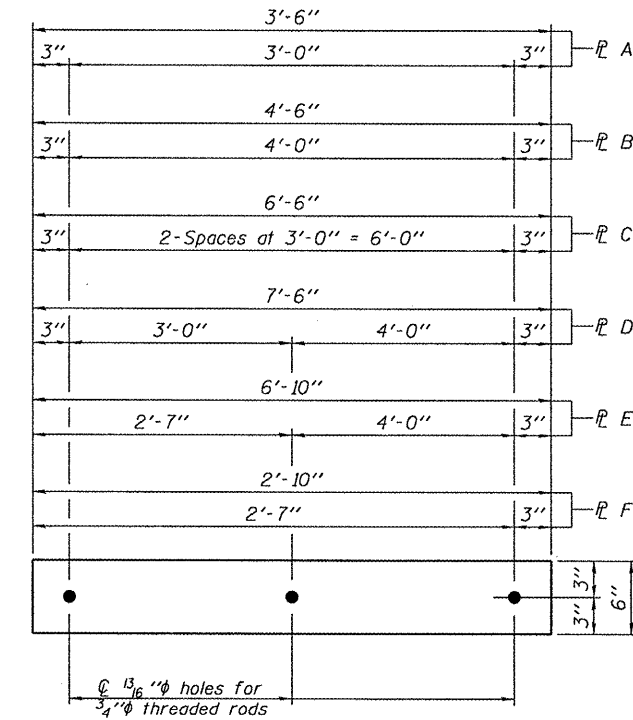 3'-6"
3" 3'-0" 3" ℄ A
4'-6"
3" 4'-0" 3" ℄ B
6'-6"
3" 2-Spaces at 3'-0" = 6'-0" 3" ℄ C
7'-6"
3" 3'-0" 4'-0" 3" ℄ D
6'-10"
2'-7" 4'-0" 3" ℄ E
2'-10"
2'-7" 3" ℄ F
3"
3"
6"
℄ 13/16"φ holes for
3/4"φ threaded rods